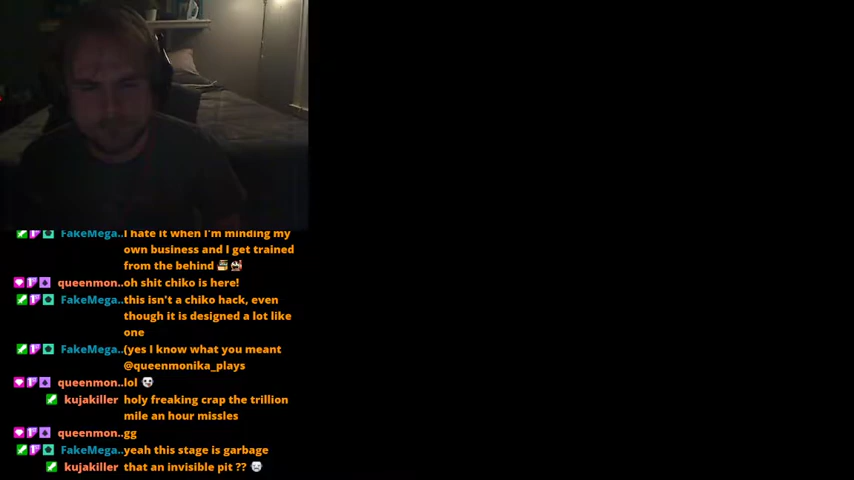 FakeMega.. I hate it when I'm minding my
own business and I get trained
from the behind
queenmon.. oh shit chiko is here!
FakeMega.. this isn't a chiko hack, even
though it is designed a lot like
one
FakeMega.. (yes I know what you meant
@queenmonika_plays
queenmon.. lol
kujakiller holy freaking crap the trillion
mile an hour missles
queenmon.. gg
FakeMega.. yeah this stage is garbage
kujakiller that an invisible pit ??